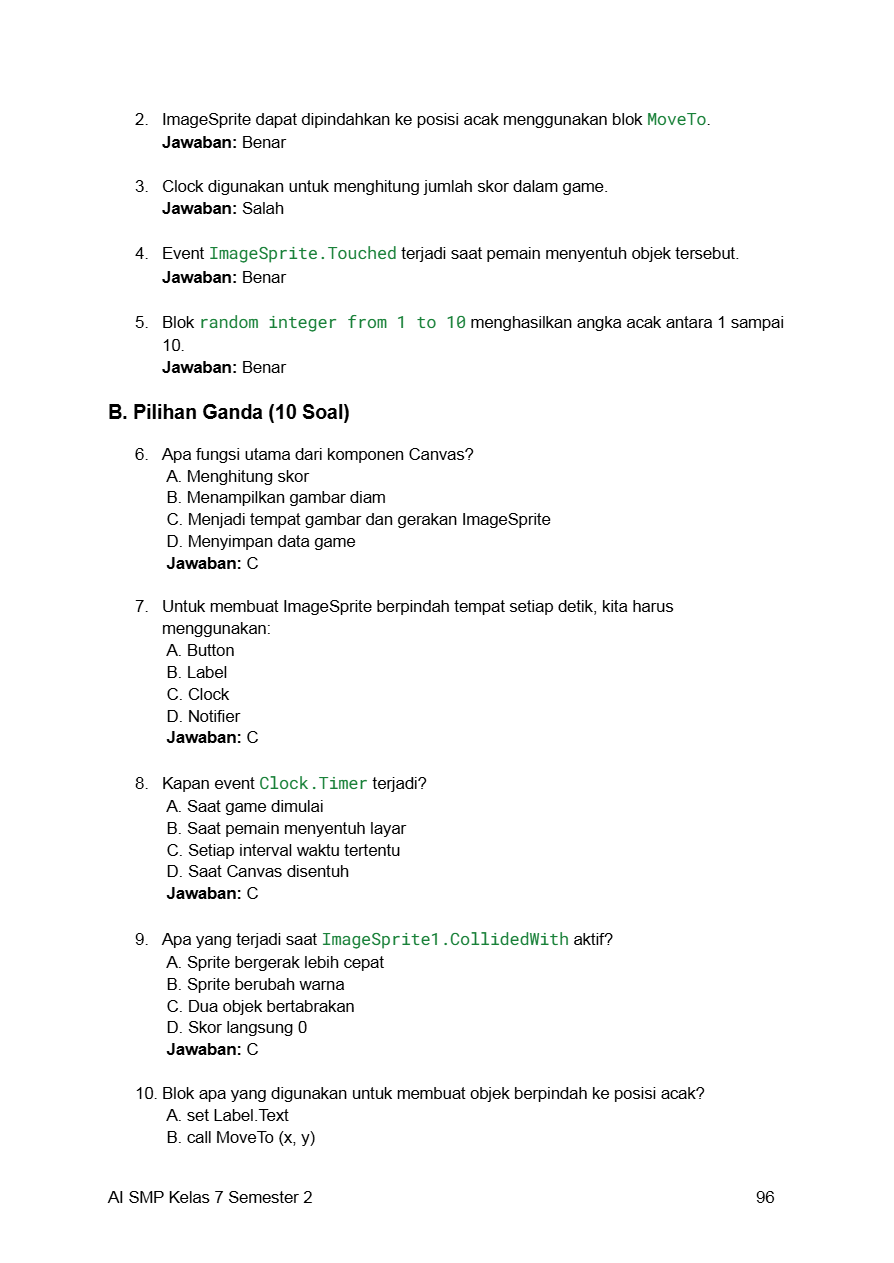 2. ImageSprite dapat dipindahkan ke posisi acak menggunakan blok MoveTo.
Jawaban: Benar
3. Clock digunakan untuk menghitung jumlah skor dalam game.
Jawaban: Salah
4. Event ImageSprite.Touched terjadi saat pemain menyentuh objek tersebut.
Jawaban: Benar
5. Blok random integer from 1 to 10 menghasilkan angka acak antara 1 sampai
10.
Jawaban: Benar
B. Pilihan Ganda (10 Soal)
6. Apa fungsi utama dari komponen Canvas?
A. Menghitung skor
B. Menampilkan gambar diam
C. Menjadi tempat gambar dan gerakan ImageSprite
D. Menyimpan data game
Jawaban: C
7. Untuk membuat ImageSprite berpindah tempat setiap detik, kita harus
menggunakan:
A. Button
B. Label
C. Clock
D. Notifier
Jawaban: C
8. Kapan event Clock.Timer terjadi?
A. Saat game dimulai
B. Saat pemain menyentuh layar
C. Setiap interval waktu tertentu
D. Saat Canvas disentuh
Jawaban: C
9. Apa yang terjadi saat ImageSprite1.CollidedWith aktif?
A. Sprite bergerak lebih cepat
B. Sprite berubah warna
C. Dua objek bertabrakan
D. Skor langsung 0
Jawaban: C
10. Blok apa yang digunakan untuk membuat objek berpindah ke posisi acak?
A. set Label.Text
B. call MoveTo (x, y)
AI SMP Kelas 7 Semester 2 96